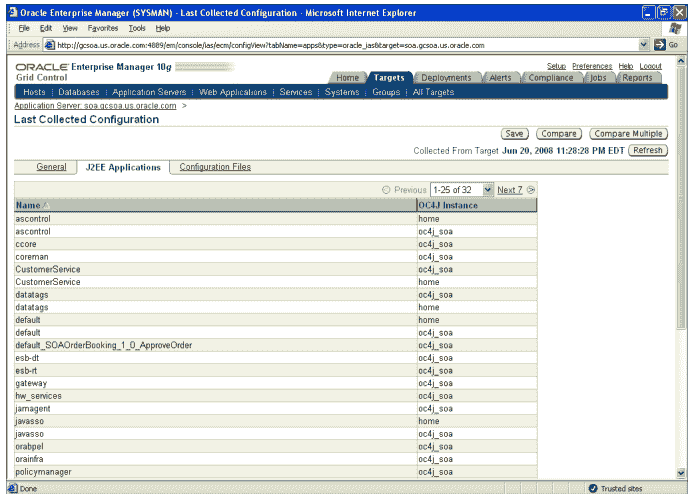 Oracle Enterprise Manager (SYSMAN) - Last Collected Configuration - Microsoft Internet Explorer
File Edit View Favorites Tools Help
Address http://gcsoa.us.oracle.com:4889/em/console/ias/ecm/configView?tabName=apps&type=oracle_ias&target=soa.gcsoa.us.oracle.com Go
ORACLE Enterprise Manager 10g
Grid Control
Setup Preferences Help Logout
Home Targets Deployments Alerts Compliance Jobs Reports
Hosts Databases Application Servers Web Applications Services Systems Groups All Targets
Application Server: soa.gcsoa.us.oracle.com >
Last Collected Configuration
Save Compare Compare Multiple
Collected From Target Jun 20, 2008 11:28:28 PM EDT Refresh
General J2EE Applications Configuration Files
Previous 1-25 of 32 Next 7
Name OC4J Instance
ascontrol home
ascontrol oc4j_soa
ccore oc4j_soa
coreman oc4j_soa
CustomerService oc4j_soa
CustomerService home
datatags oc4j_soa
datatags home
default home
default oc4j_soa
default_SOAOrderBooking_1_0_ApproveOrder oc4j_soa
esb-dt oc4j_soa
esb-rt oc4j_soa
gateway oc4j_soa
hw_services oc4j_soa
jamagent oc4j_soa
javasso home
javasso oc4j_soa
orabpel oc4j_soa
orainfra oc4j_soa
policymanager oc4j_soa
Done Trusted sites